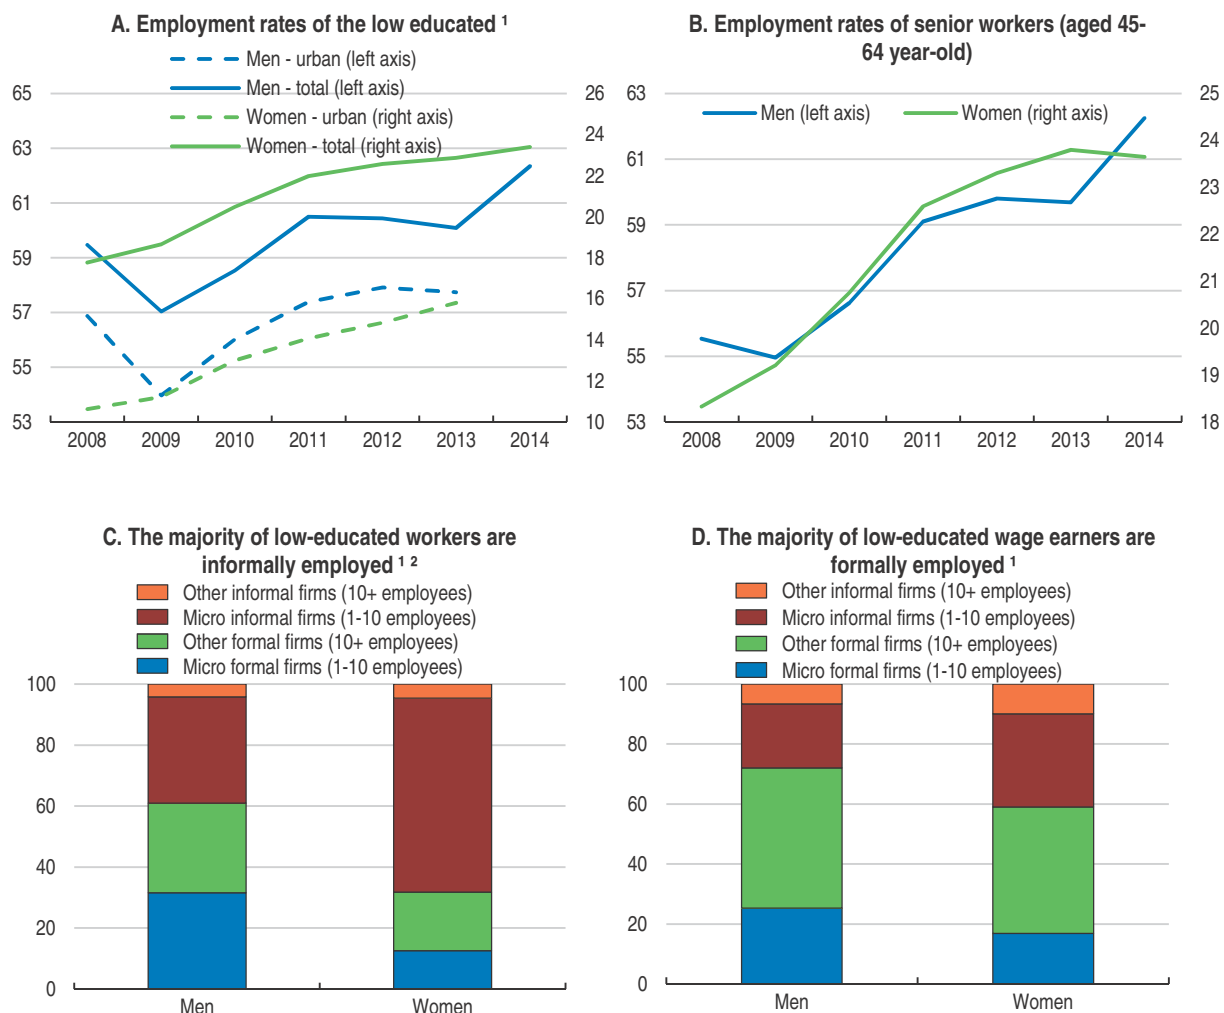 A. Employment rates of the low educated ¹
Men - urban (left axis)
Men - total (left axis)
Women - urban (right axis)
Women - total (right axis)
65
63
61
59
57
55
53
26
24
22
20
18
16
14
12
10
2008 2009 2010 2011 2012 2013 2014
B. Employment rates of senior workers (aged 45-
64 year-old)
Men (left axis) Women (right axis)
63
61
59
57
55
53
25
24
23
22
21
20
19
18
2008 2009 2010 2011 2012 2013 2014
C. The majority of low-educated workers are
informally employed ¹ ²
Other informal firms (10+ employees)
Micro informal firms (1-10 employees)
Other formal firms (10+ employees)
Micro formal firms (1-10 employees)
100
80
60
40
20
0
Men Women
D. The majority of low-educated wage earners are
formally employed ¹
Other informal firms (10+ employees)
Micro informal firms (1-10 employees)
Other formal firms (10+ employees)
Micro formal firms (1-10 employees)
100
80
60
40
20
0
Men Women